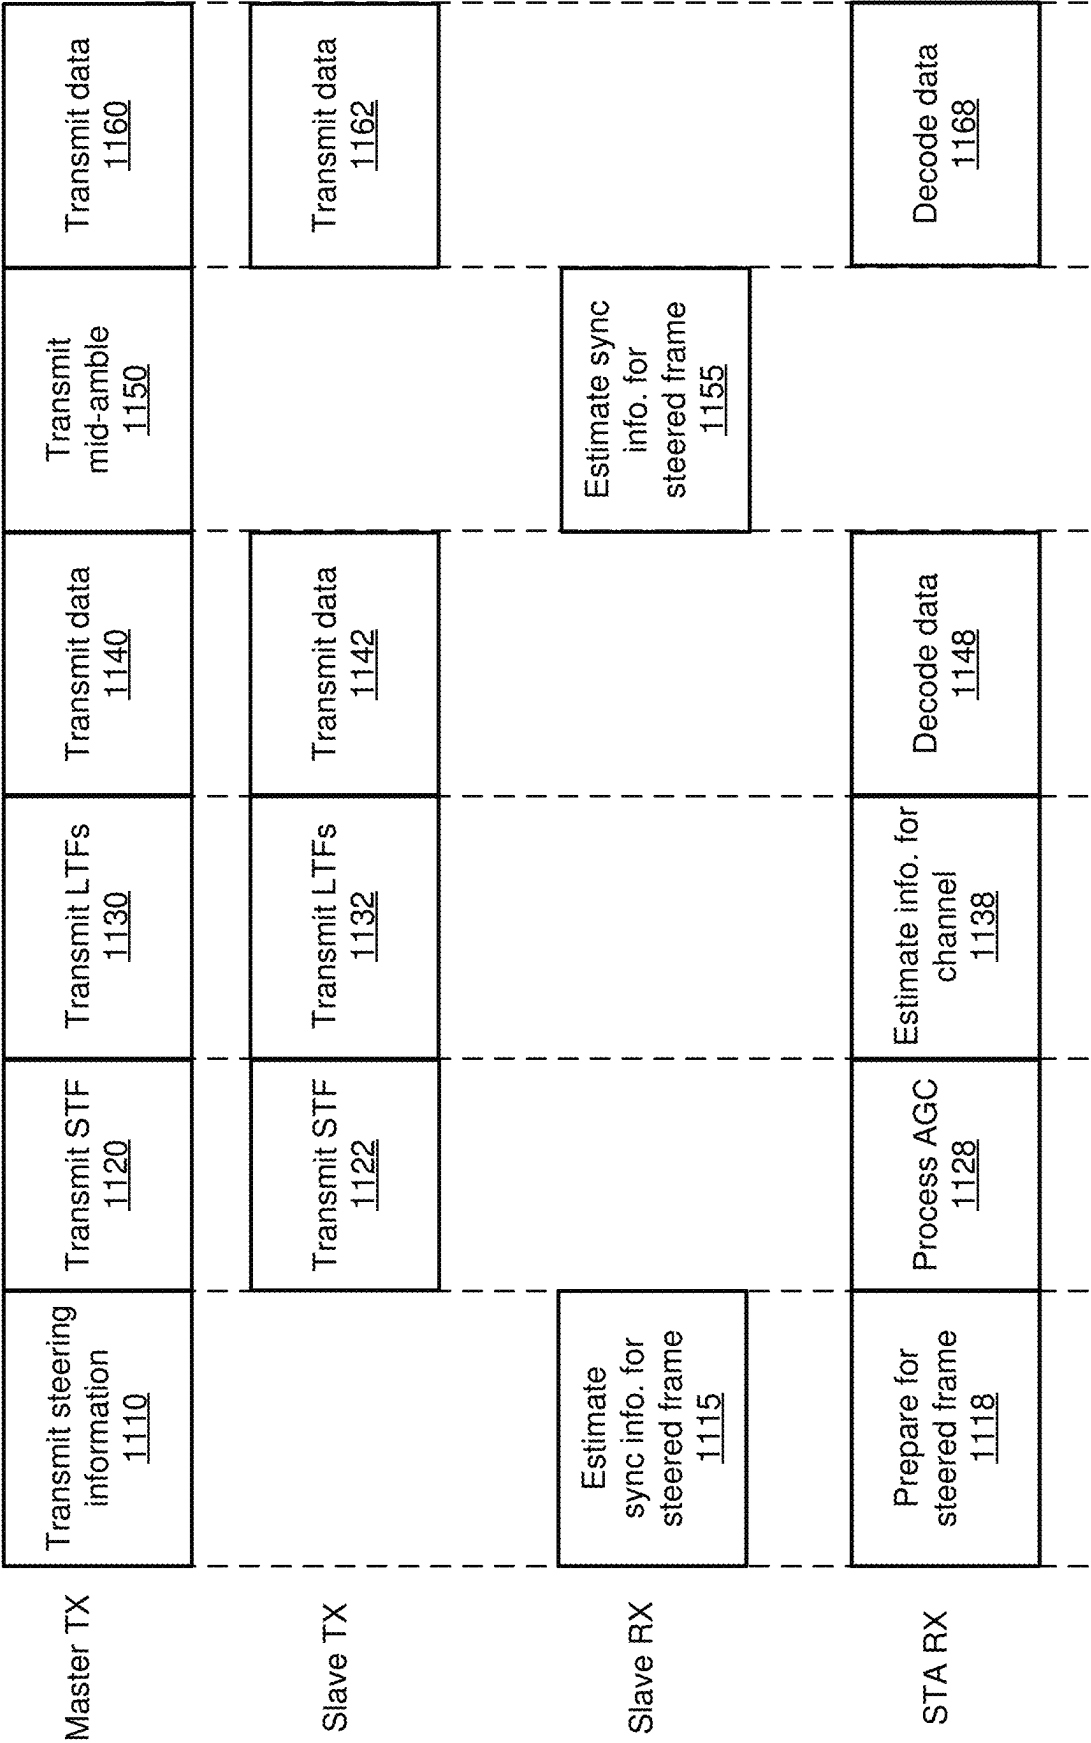 Master TX
Transmit steering
information
1110
Transmit STF
1120
Transmit LTFs
1130
Transmit data
1140
Transmit
mid-amble
1150
Transmit data
1160
Slave TX
Transmit STF
1122
Transmit LTFs
1132
Transmit data
1142
Transmit data
1162
Slave RX
Estimate
sync info. for
steered frame
1115
Estimate sync
info. for
steered frame
1155
STA RX
Prepare for
steered frame
1118
Process AGC
1128
Estimate info. for
channel
1138
Decode data
1148
Decode data
1168